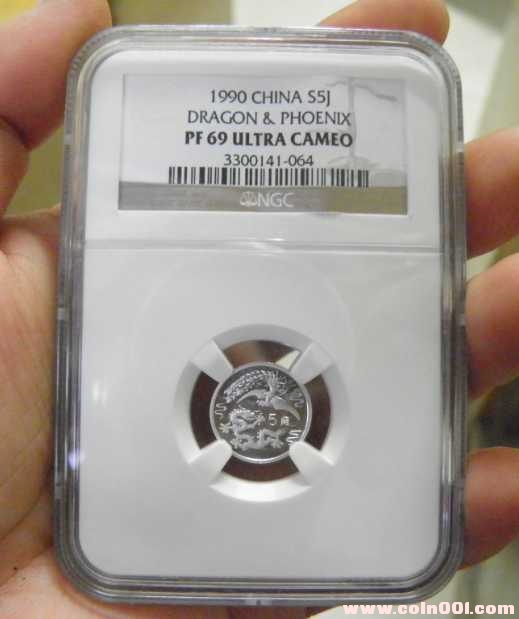 1990 CHINA S5J
DRAGON & PHOENIX
PF 69 ULTRA CAMEO
3300141-064
NGC
5角
www.coin001.com